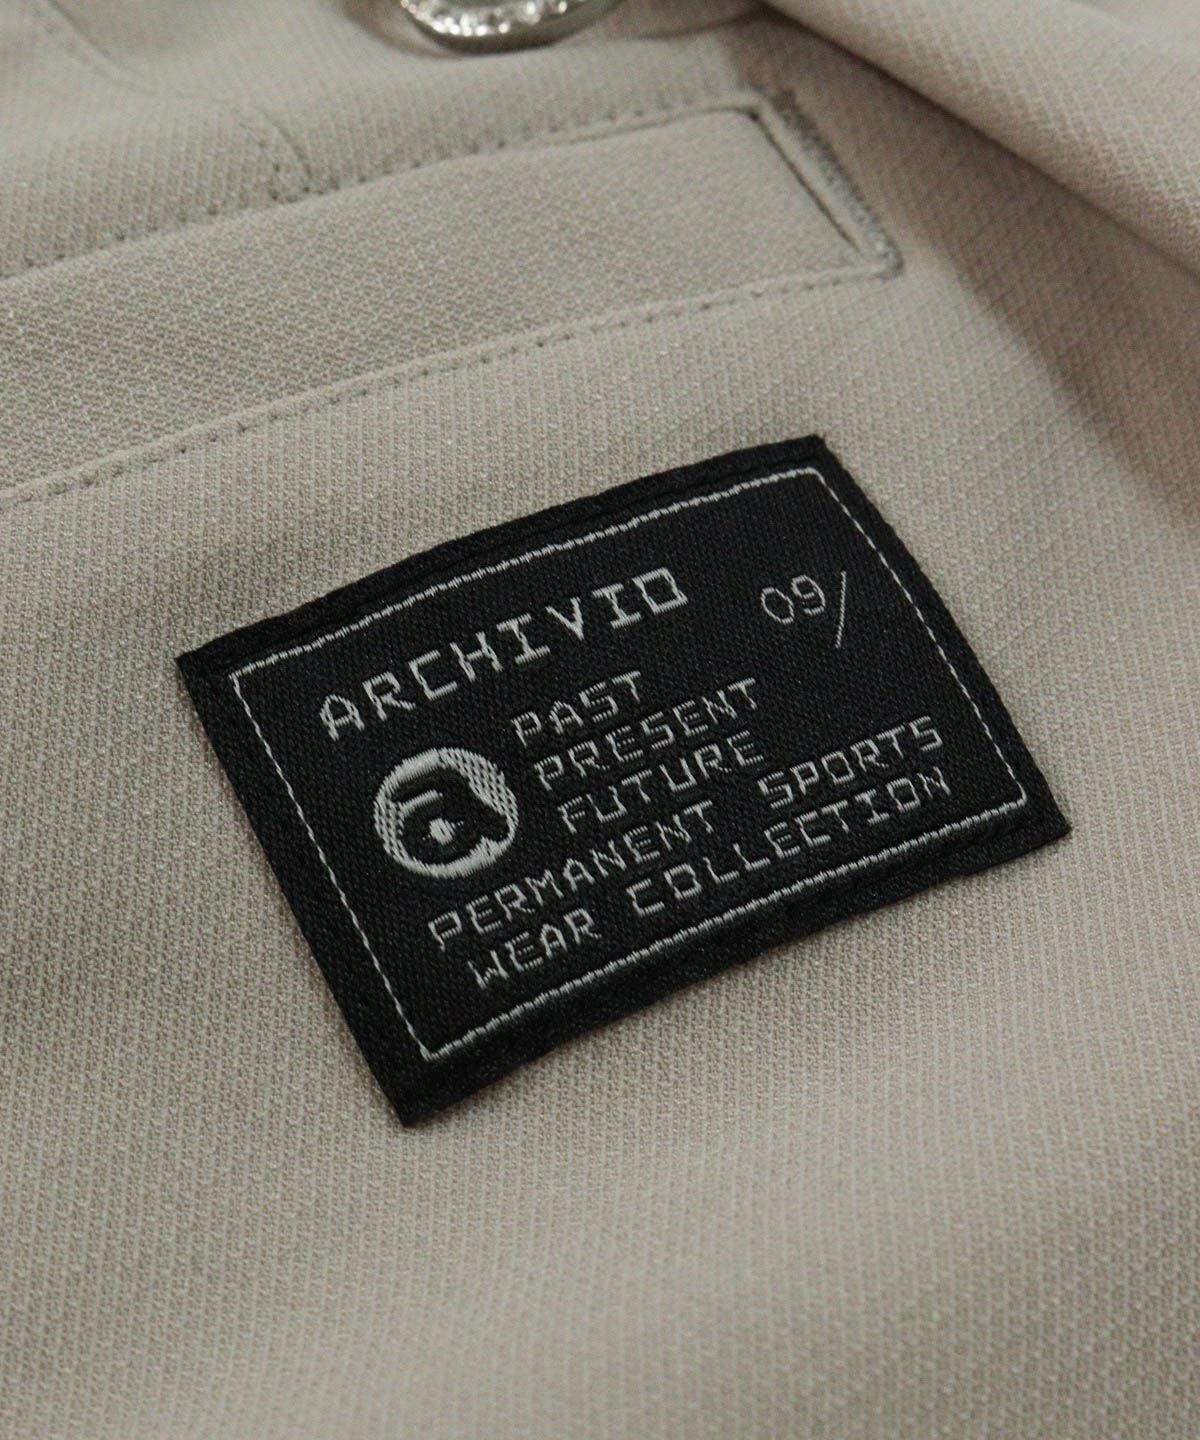 ARCHIVIO 09/
PAST
PRESENT
FUTURE
PERMANENT SPORTS
WEAR COLLECTION